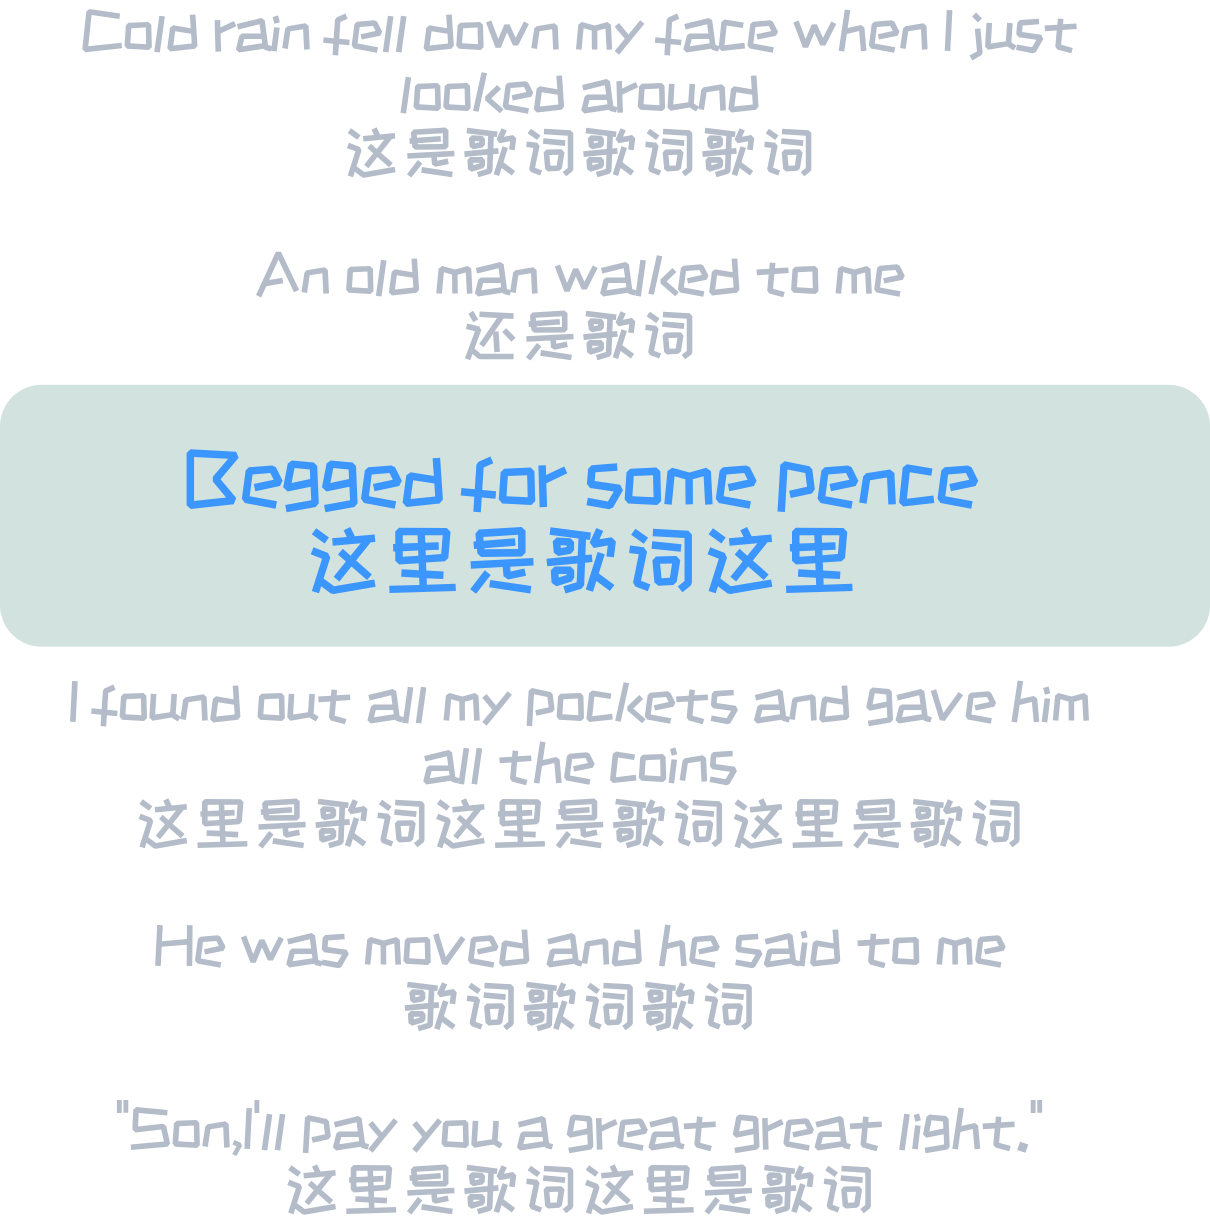 Cold rain fell down my face when I just
looked around
这是歌词歌词歌词
An old man walked to me
还是歌词
Begged for some pence
这里是歌词这里
I found out all my pockets and gave him
all the coins
这里是歌词这里是歌词这里是歌词
He was moved and he said to me
歌词歌词歌词
"Son,I'll pay you a great great light."
这里是歌词这里是歌词